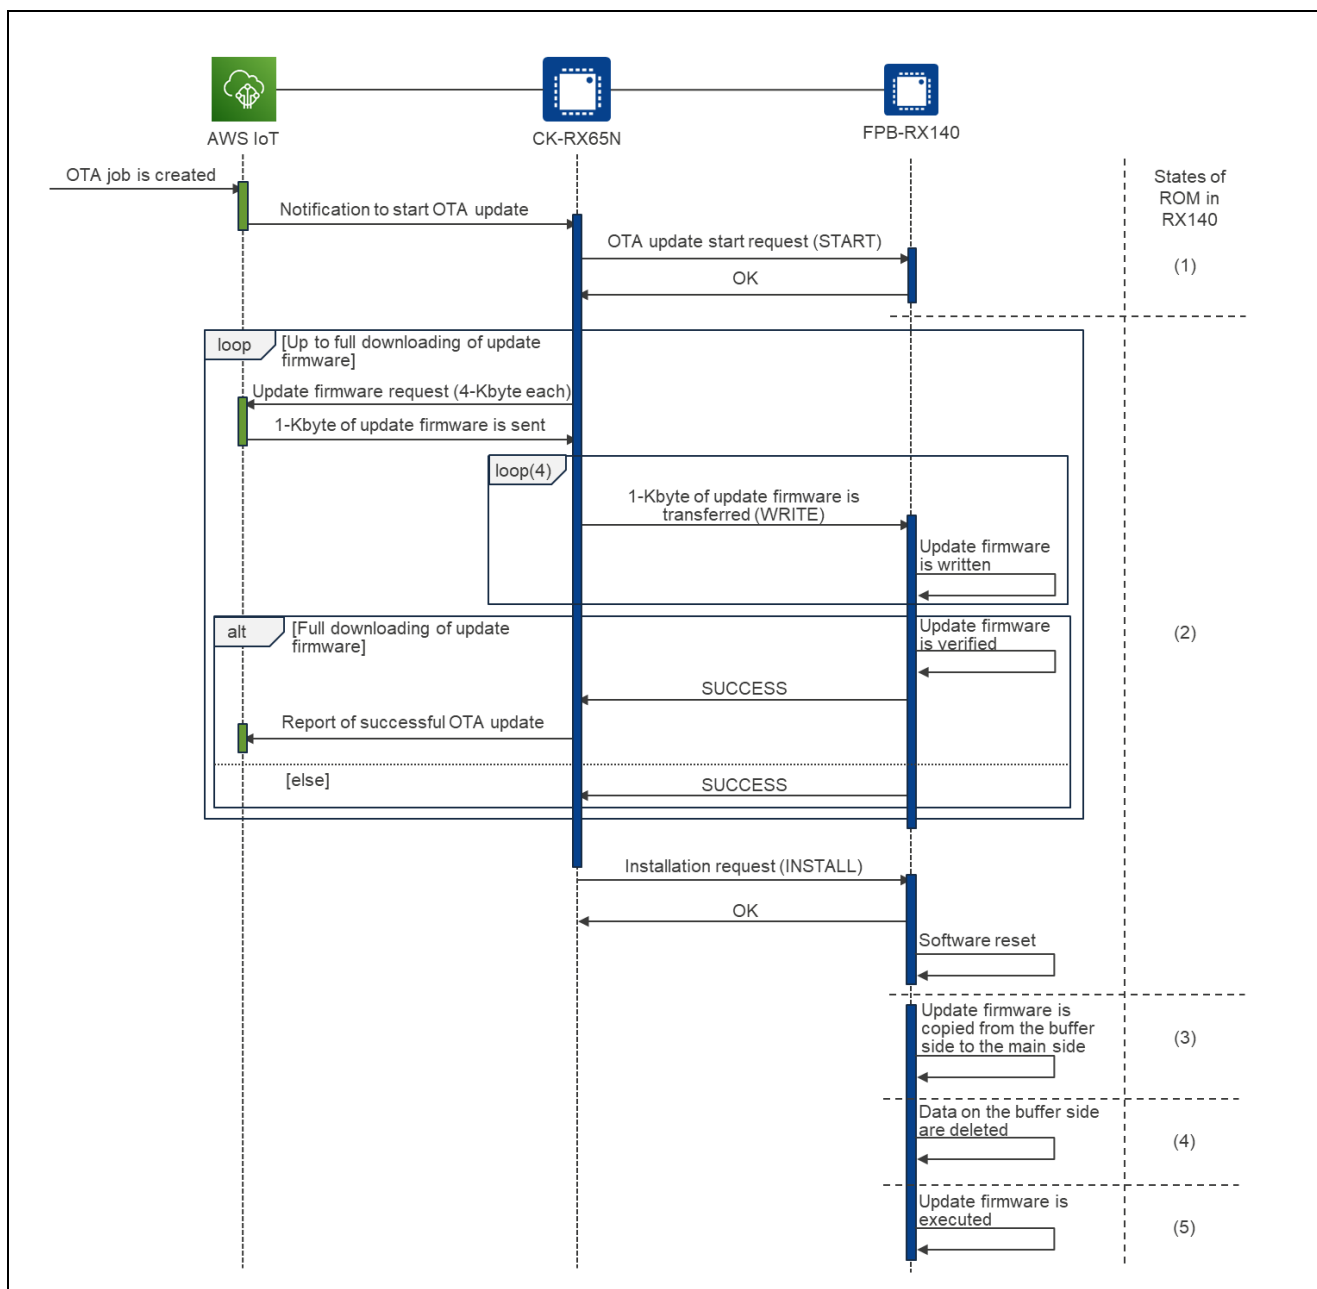 AWS IoT
CK-RX65N
FPB-RX140
OTA job is created
States of
ROM in
RX140
Notification to start OTA update
OTA update start request (START)
(1)
OK
loop
[Up to full downloading of update
firmware]
Update firmware request (4-Kbyte each)
1-Kbyte of update firmware is sent
loop(4)
1-Kbyte of update firmware is
transferred (WRITE)
Update firmware
is written
alt
[Full downloading of update
firmware]
Update firmware
is verified
(2)
SUCCESS
Report of successful OTA update
[else]
SUCCESS
Installation request (INSTALL)
OK
Software reset
Update firmware is
copied from the buffer
side to the main side
(3)
Data on the buffer side
are deleted
(4)
Update firmware is
executed
(5)